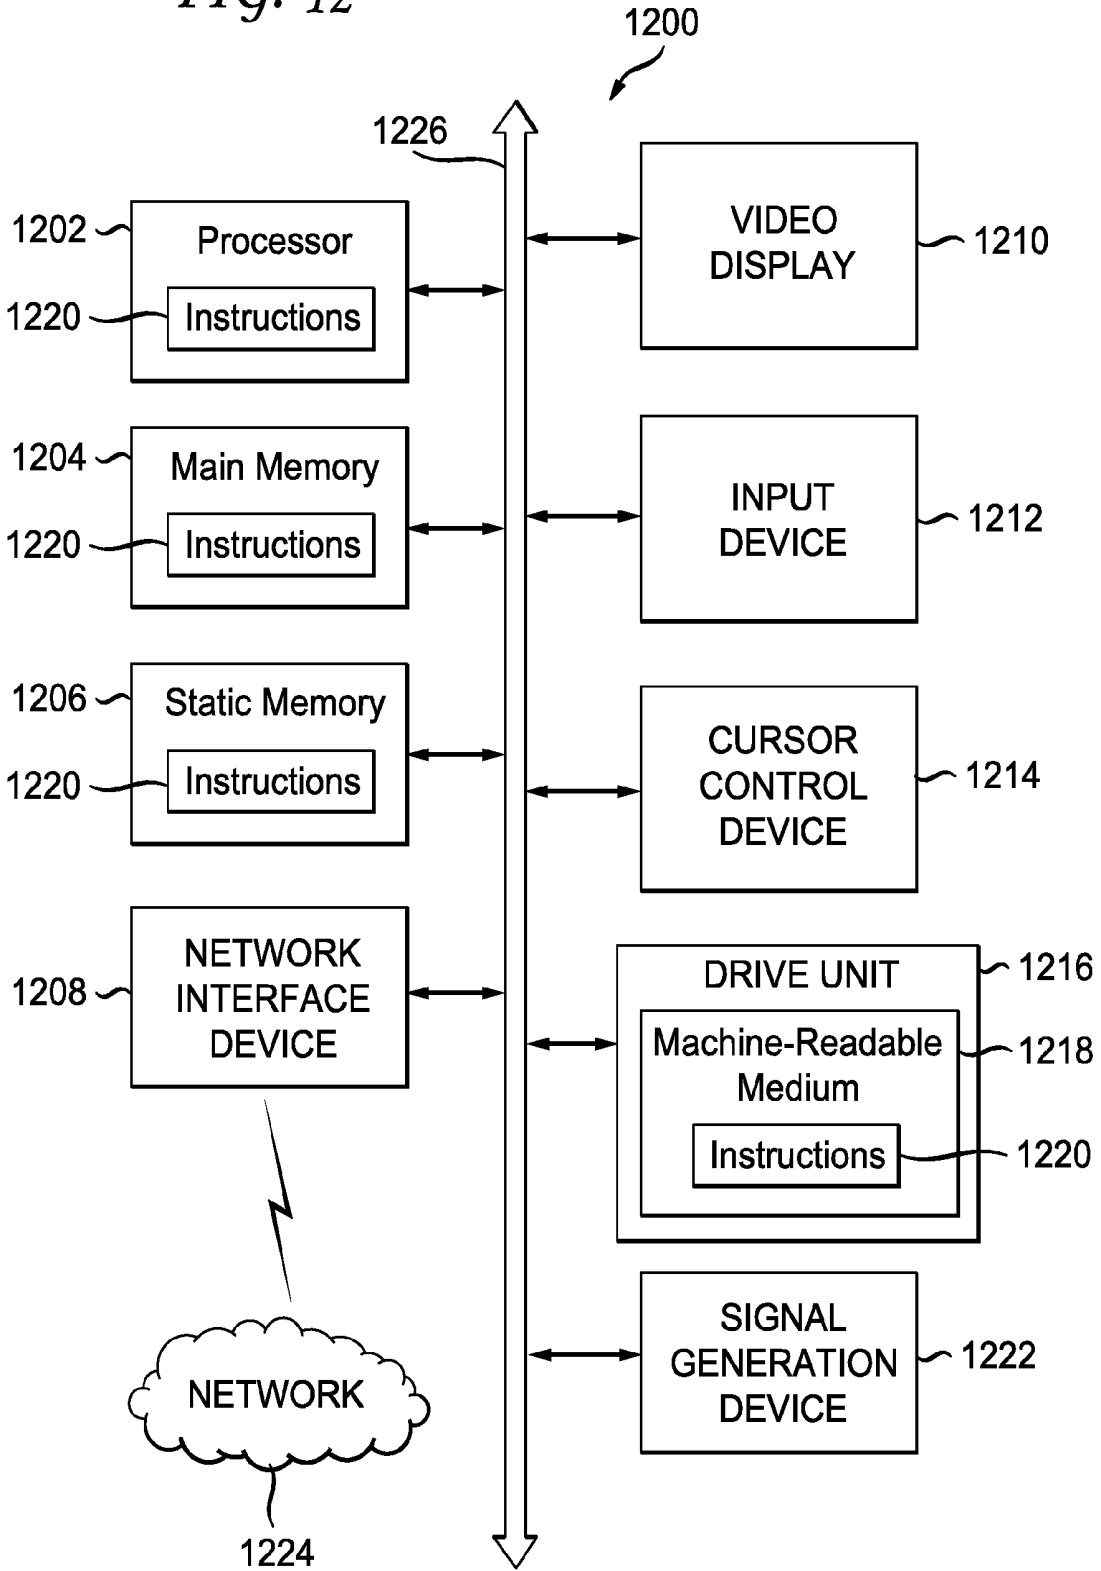 FIG. 12
1200
1226
1202
Processor
1220
Instructions
1204
Main Memory
1220
Instructions
1206
Static Memory
1220
Instructions
1208
NETWORK
INTERFACE
DEVICE
NETWORK
1224
VIDEO
DISPLAY
1210
INPUT
DEVICE
1212
CURSOR
CONTROL
DEVICE
1214
DRIVE UNIT
1216
Machine-Readable
Medium
1218
Instructions
1220
SIGNAL
GENERATION
DEVICE
1222